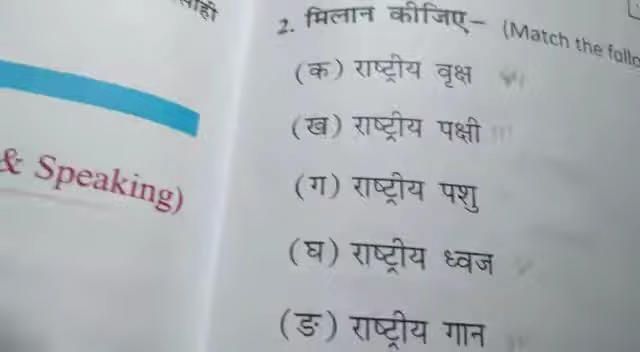 2. मिलान कीजिए– (Match the follo
(क) राष्ट्रीय वृक्ष
(ख) राष्ट्रीय पक्षी
(ग) राष्ट्रीय पशु
(घ) राष्ट्रीय ध्वज
(ङ) राष्ट्रीय गान
& Speaking)